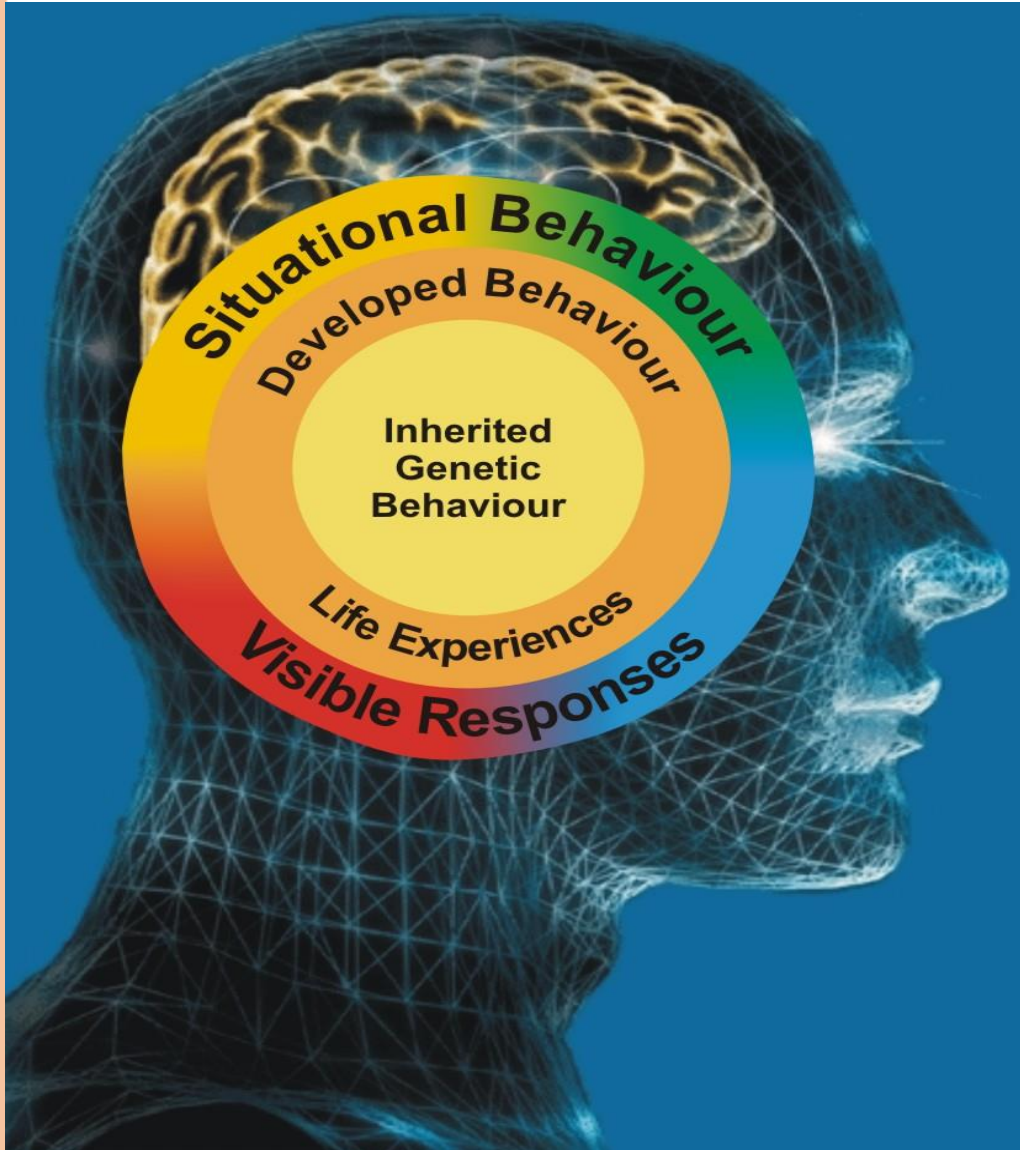 Situational Behaviour
Developed Behaviour
Inherited
Genetic
Behaviour
Life Experiences
Visible Responses